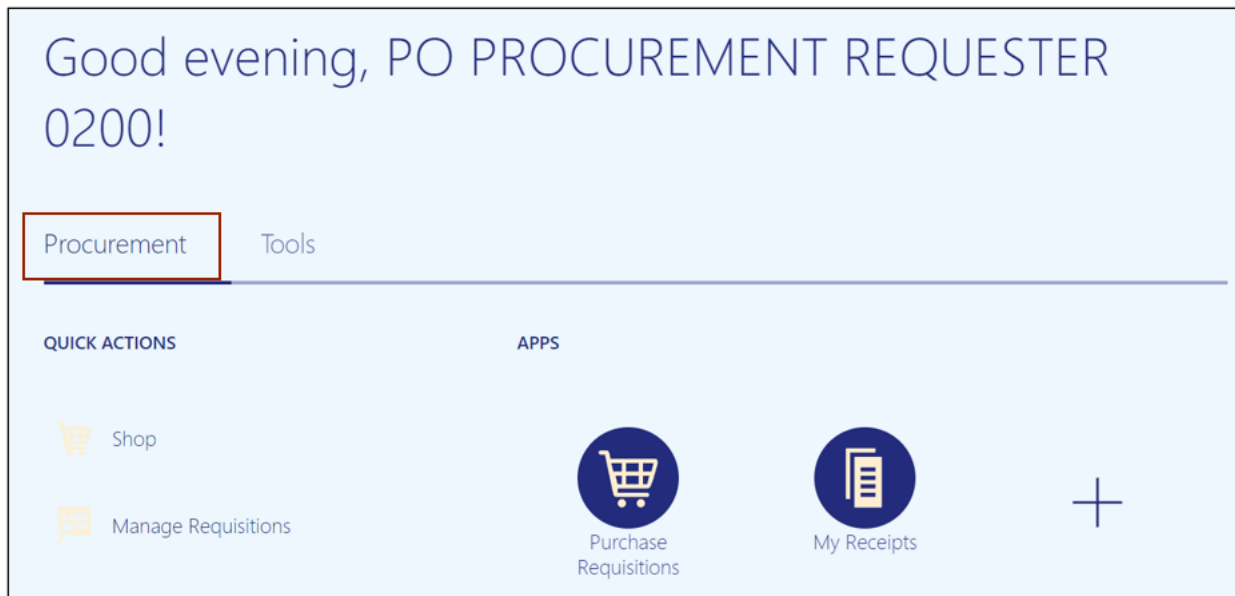 Good evening, PO PROCUREMENT REQUESTER
0200!
Procurement Tools
QUICK ACTIONS
APPS
Shop
Manage Requisitions
Purchase
Requisitions
My Receipts